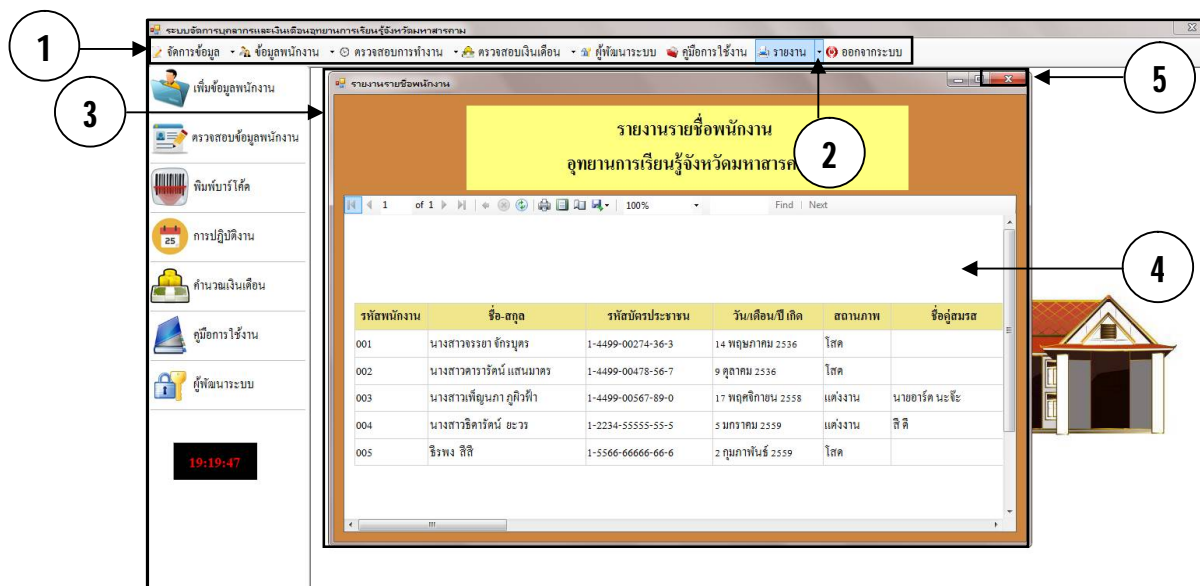 ระบบจัดการบุคลากรและเงินเดือนอุทยานการเรียนรู้จังหวัดมหาสารคาม
จัดการข้อมูล ข้อมูลพนักงาน ตรวจสอบการทำงาน ตรวจสอบเงินเดือน ผู้พัฒนาระบบ คู่มือการใช้งาน รายงาน ออกจากระบบ
1
2
3
4
5
เพิ่มข้อมูลพนักงาน
ตรวจสอบข้อมูลพนักงาน
พิมพ์บาร์โค้ด
25
การปฏิบัติงาน
คำนวณเงินเดือน
คู่มือการใช้งาน
ผู้พัฒนาระบบ
19:19:47
รายงานรายชื่อพนักงาน
รายงานรายชื่อพนักงาน
อุทยานการเรียนรู้จังหวัดมหาสารค
1 of 1 100% Find | Next
รหัสพนักงาน ชื่อ-สกุล รหัสบัตรประชาชน วัน/เดือน/ปี เกิด สถานภาพ ชื่อคู่สมรส
001 นางสาวจรรยา จักรบุตร 1-4499-00274-36-3 14 พฤษภาคม 2536 โสด
002 นางสาวดารารัตน์ แสนมาตร 1-4499-00478-56-7 9 ตุลาคม 2536 โสด
003 นางสาวเพ็ญนภา ภูผิวฟ้า 1-4499-00567-89-0 17 พฤศจิกายน 2558 แต่งงาน นายอาร์ต นะจ๊ะ
004 นางสาวธิดารัตน์ ยะวร 1-2234-55555-55-5 5 มกราคม 2559 แต่งงาน สี ดี
005 ธีรพง สีสี 1-5566-66666-66-6 2 กุมภาพันธ์ 2559 โสด